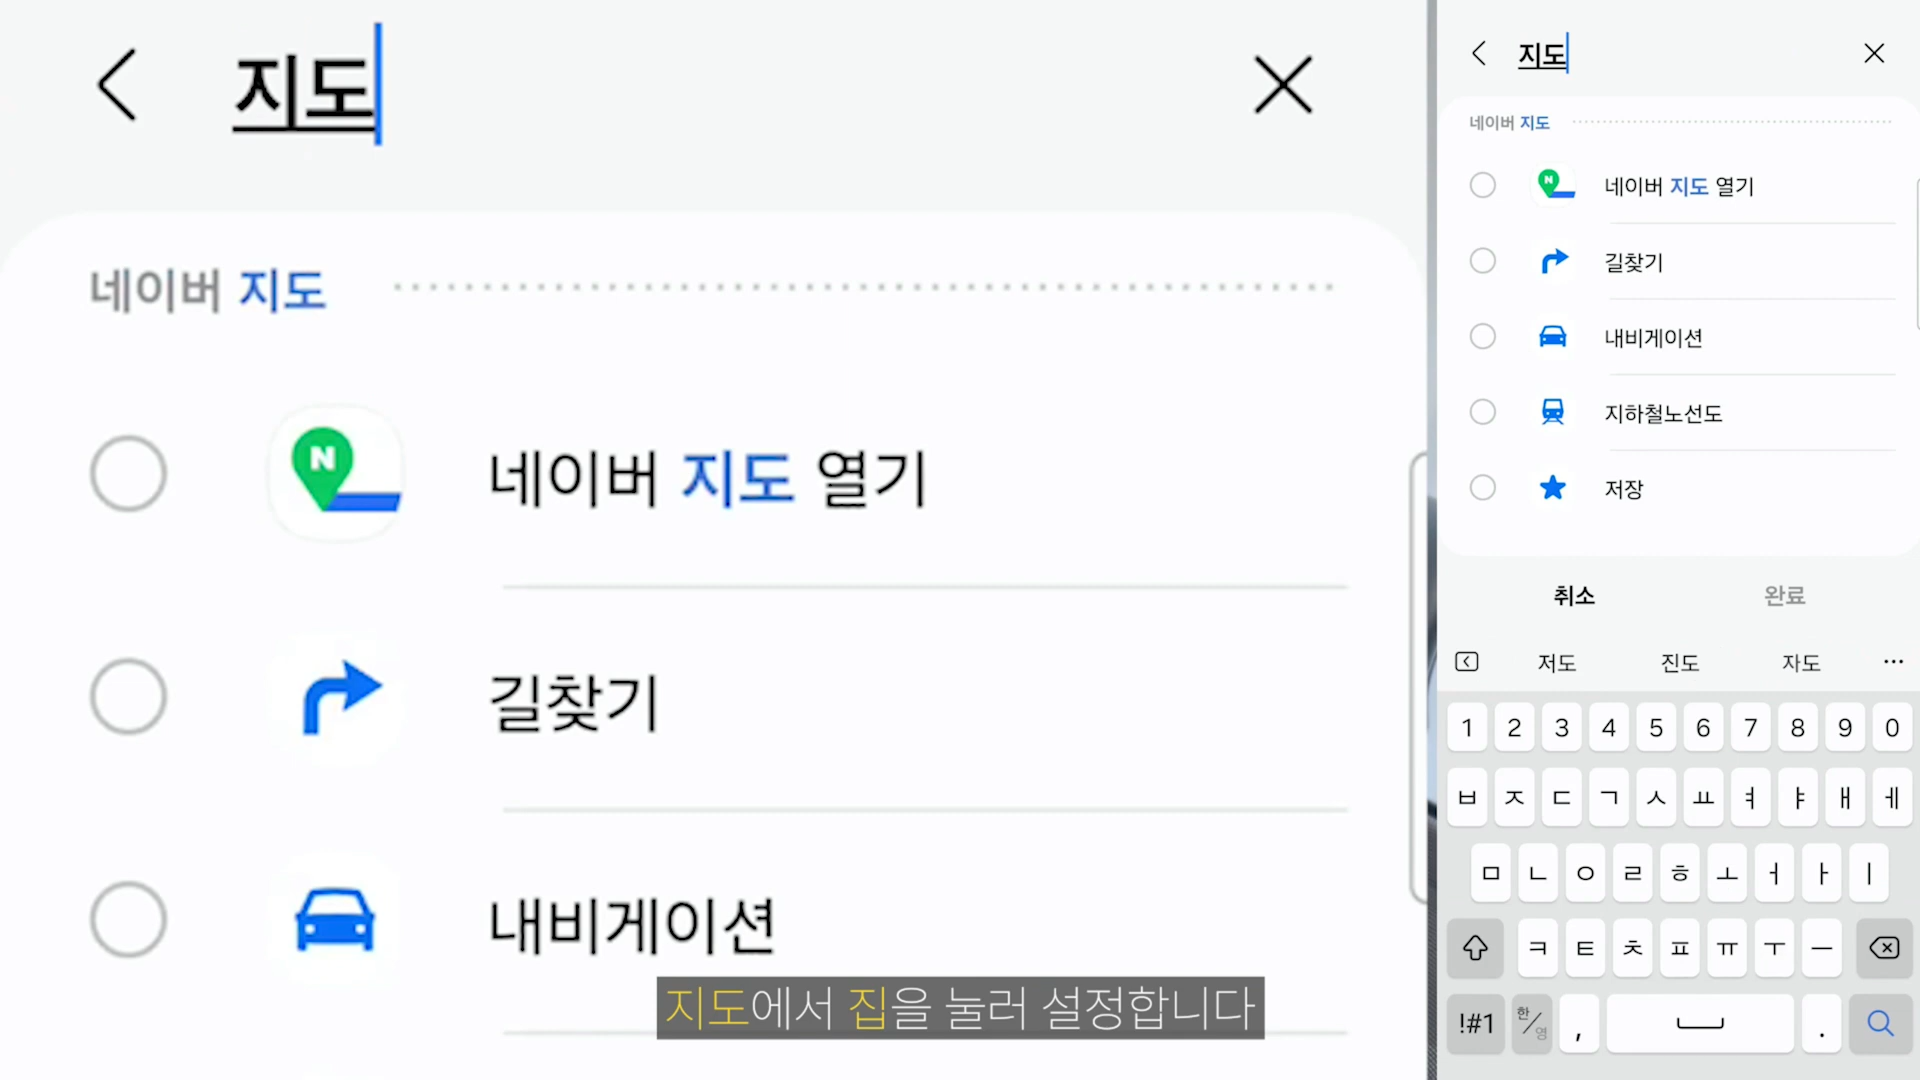 지도
네이버 지도
N
네이버 지도 열기
길찾기
내비게이션
지도에서 집을 눌러 설정합니다
지도
네이버 지도
N
네이버 지도 열기
길찾기
내비게이션
지하철노선도
저장
취소 완료
저도 진도 자도 ...
1 2 3 4 5 6 7 8 9 0
ㅂ ㅈ ㄷ ㄱ ㅅ ㅛ ㅕ ㅑ ㅐ ㅔ
ㅁ ㄴ ㅇ ㄹ ㅎ ㅗ ㅓ ㅏ ㅣ
ㅋ ㅌ ㅊ ㅍ ㅠ ㅜ ㅡ
!#1 한/영 , .